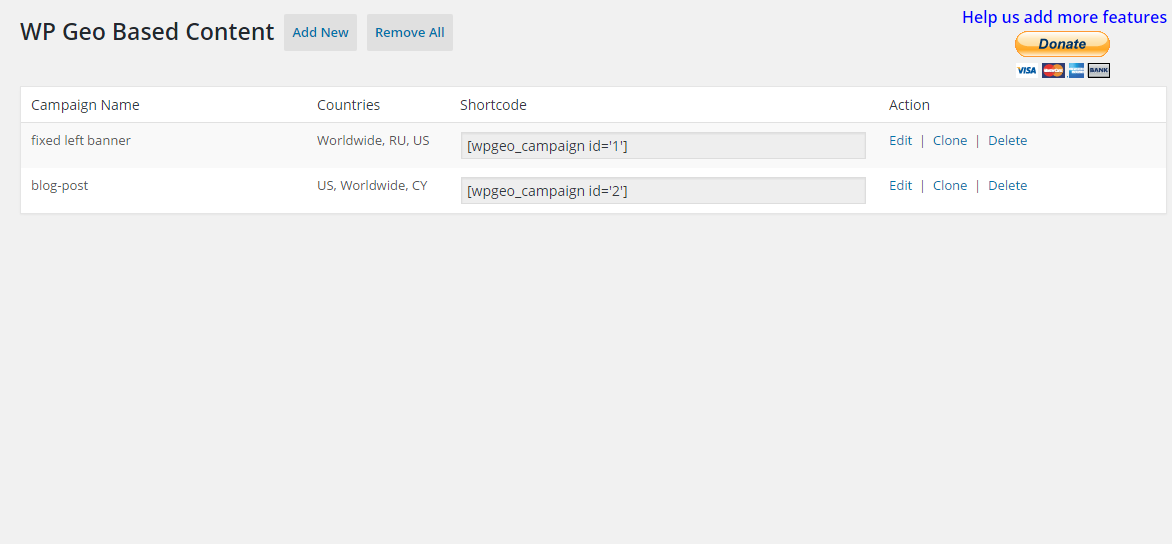 WP Geo Based Content Add New Remove All
Help us add more features
Donate
VISA MasterCard BANK
Campaign Name Countries Shortcode Action
fixed left banner Worldwide, RU, US [wpgeo_campaign id='1'] Edit | Clone | Delete
blog-post US, Worldwide, CY [wpgeo_campaign id='2'] Edit | Clone | Delete